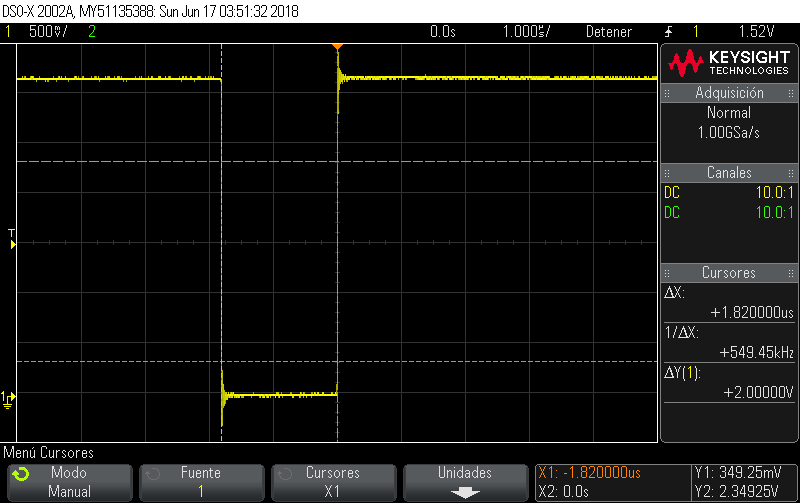 DSO-X 2002A, MY51135388: Sun Jun 17 03:51:32 2018
1 500mV/ 2 0.0s 1.000us/ Detener 1 1.52V
KEYSIGHT
TECHNOLOGIES
Adquisición
Normal
1.00GSa/s
Canales
DC 10.0:1
DC 10.0:1
Cursores
ΔX:
+1.820000us
1/ΔX:
+549.45kHz
ΔY(1):
+2.00000V
T
1
Menú Cursores
Modo
Manual
Fuente
1
Cursores
X1
Unidades
X1: -1.820000us
X2: 0.0s
Y1: 349.25mV
Y2: 2.34925V